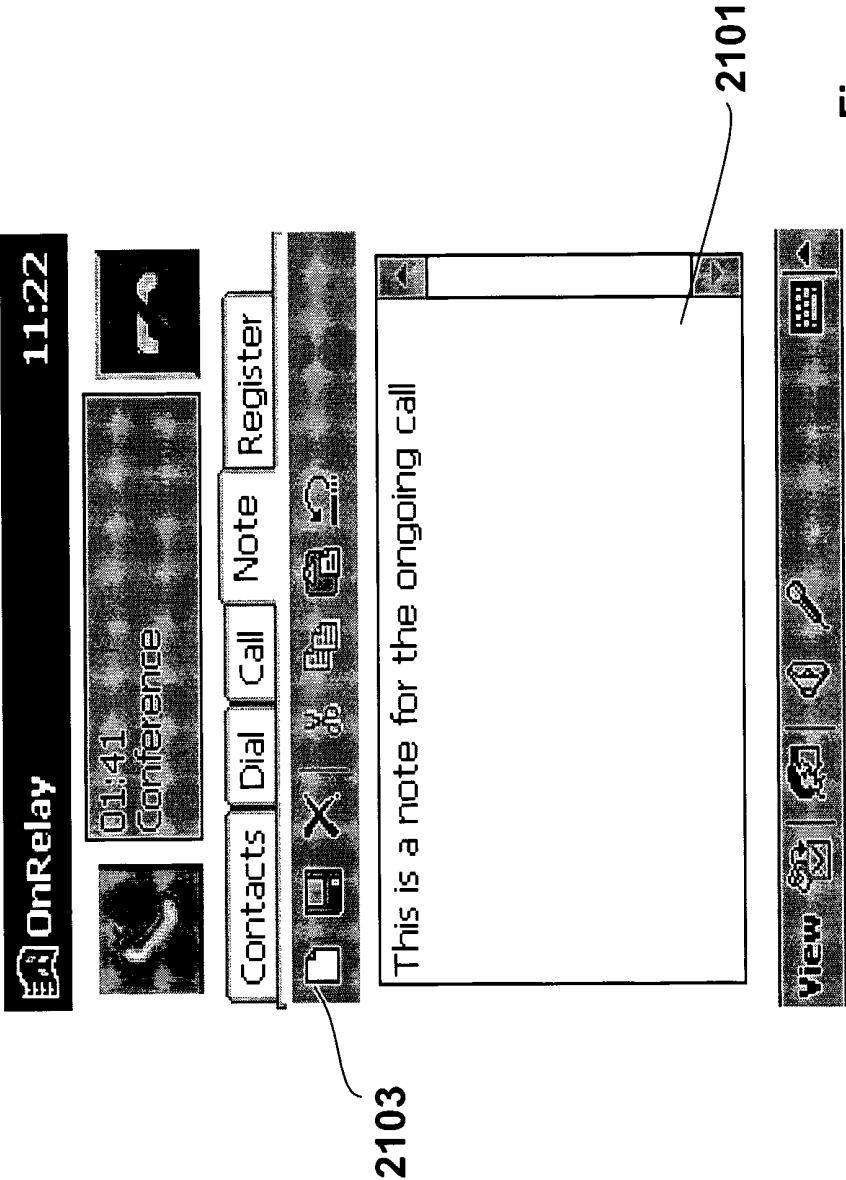 OnRelay 11:22
01:41
Conference
Contacts Dial Call Note Register
This is a note for the ongoing call
View
2103
2101